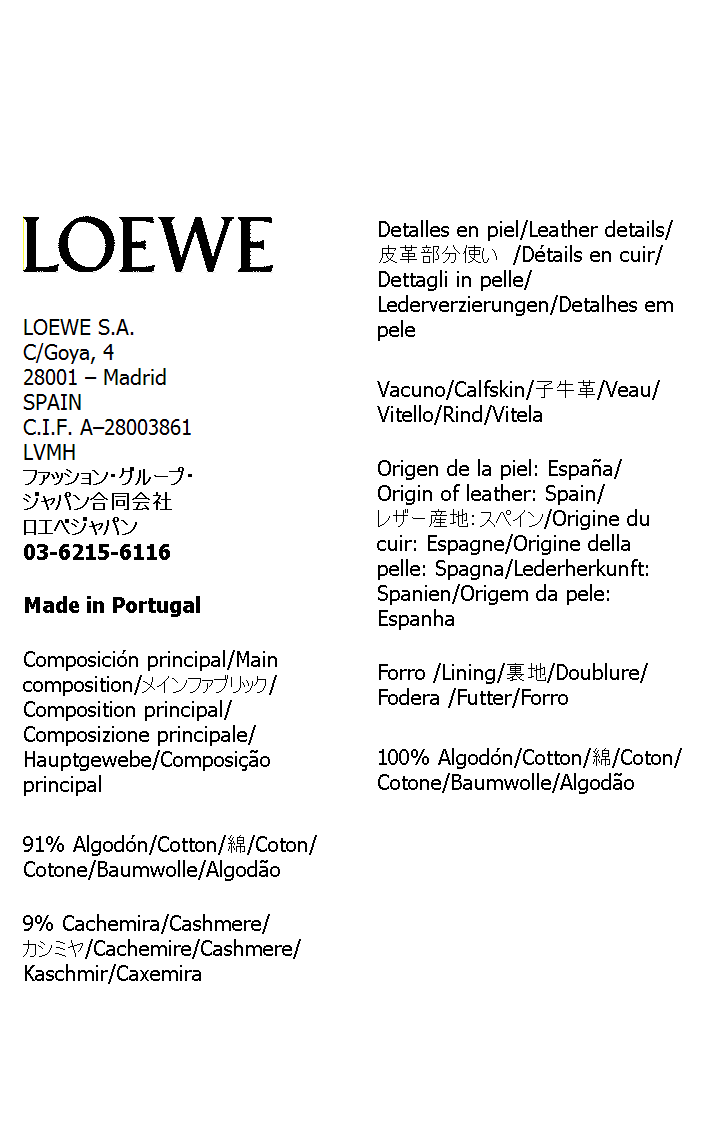 LOEWE
LOEWE S.A.
C/Goya, 4
28001 – Madrid
SPAIN
C.I.F. A–28003861
LVMH
ファッション・グループ・
ジャパン合同会社
ロエベジャパン
03-6215-6116
Made in Portugal
Composición principal/Main
composition/メインファブリック/
Composition principal/
Composizione principale/
Hauptgewebe/Composição
principal
91% Algodón/Cotton/綿/Coton/
Cotone/Baumwolle/Algodão
9% Cachemira/Cashmere/
カシミヤ/Cachemire/Cashmere/
Kaschmir/Caxemira
Detalles en piel/Leather details/
皮革部分使い /Détails en cuir/
Dettagli in pelle/
Lederverzierungen/Detalhes em
pele
Vacuno/Calfskin/子牛革/Veau/
Vitello/Rind/Vitela
Origen de la piel: España/
Origin of leather: Spain/
レザー産地：スペイン/Origine du
cuir: Espagne/Origine della
pelle: Spagna/Lederherkunft:
Spanien/Origem da pele:
Espanha
Forro /Lining/裏地/Doublure/
Fodera /Futter/Forro
100% Algodón/Cotton/綿/Coton/
Cotone/Baumwolle/Algodão